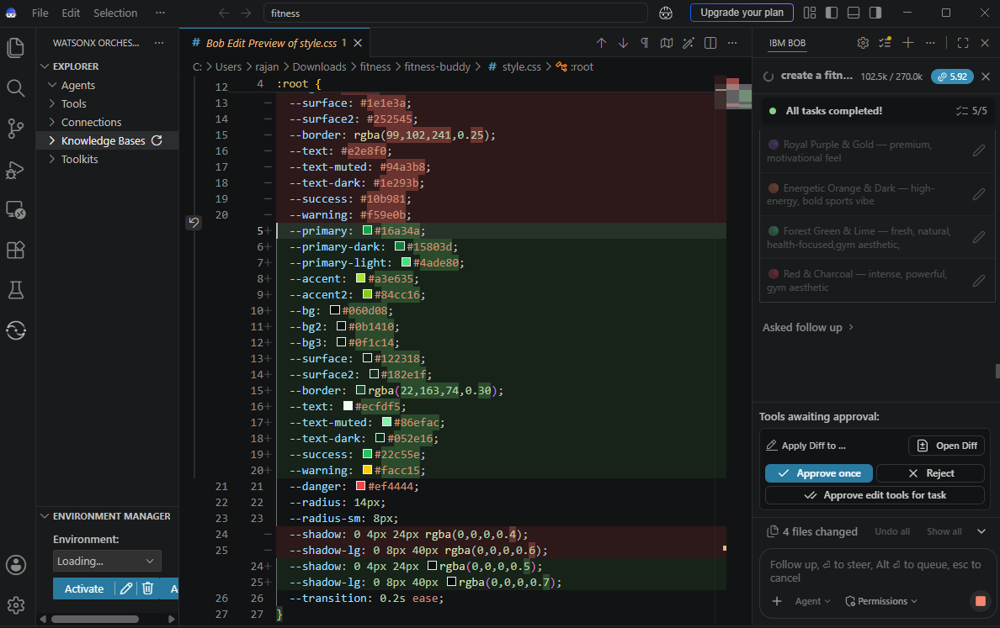 File Edit Selection ··· fitness Upgrade your plan
WATSONX ORCHES... ···
EXPLORER
Agents
Tools
Connections
Knowledge Bases
Toolkits
ENVIRONMENT MANAGER
Environment:
Loading...
Activate A
# Bob Edit Preview of style.css 1
C: > Users > rajan > Downloads > fitness > fitness-buddy > # style.css > :root
12 4 :root {
13 − --surface: #1e1e3a;
14 − --surface2: #252545;
15 − --border: rgba(99,102,241,0.25);
16 − --text: #e2e8f0;
17 − --text-muted: #94a3b8;
18 − --text-dark: #1e293b;
19 − --success: #10b981;
20 − --warning: #f59e0b;
5+ --primary: #16a34a;
6+ --primary-dark: #15803d;
7+ --primary-light: #4ade80;
8+ --accent: #a3e635;
9+ --accent2: #84cc16;
10+ --bg: #060d08;
11+ --bg2: #0b1410;
12+ --bg3: #0f1c14;
13+ --surface: #122318;
14+ --surface2: #182e1f;
15+ --border: rgba(22,163,74,0.30);
16+ --text: #ecfdf5;
17+ --text-muted: #86efac;
18+ --text-dark: #052e16;
19+ --success: #22c55e;
20+ --warning: #facc15;
21 21 --danger: #ef4444;
22 22 --radius: 14px;
23 23 --radius-sm: 8px;
24 − --shadow: 0 4px 24px rgba(0,0,0,0.4);
25 − --shadow-lg: 0 8px 40px rgba(0,0,0,0.6);
24+ --shadow: 0 4px 24px rgba(0,0,0,0.5);
25+ --shadow-lg: 0 8px 40px rgba(0,0,0,0.7);
26 26 --transition: 0.2s ease;
27 27 }
IBM BOB
create a fitn... 102.5k / 270.0k 5.92
All tasks completed! 5/5
Royal Purple & Gold — premium,
motivational feel
Energetic Orange & Dark — high-
energy, bold sports vibe
Forest Green & Lime — fresh, natural,
health-focused,gym aesthetic,
Red & Charcoal — intense, powerful,
gym aesthetic
Asked follow up >
Tools awaiting approval:
Apply Diff to ... Open Diff
Approve once Reject
Approve edit tools for task
4 files changed Undo all Show all
Follow up, ⏎ to steer, Alt ⏎ to queue, esc to
cancel
Agent Permissions